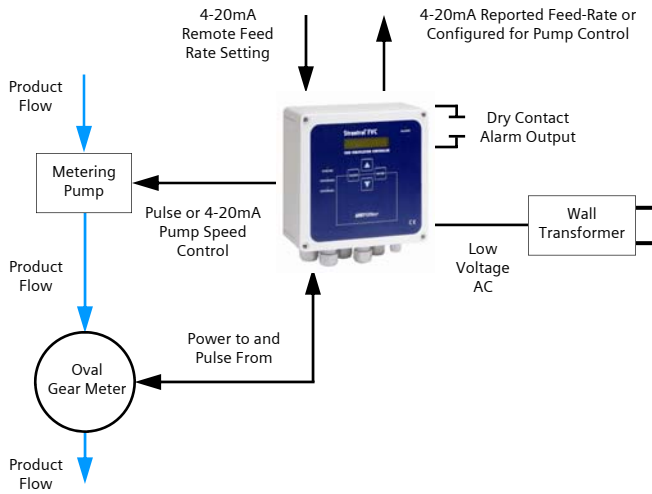 4-20mA
Remote Feed
Rate Setting
4-20mA Reported Feed-Rate or
Configured for Pump Control
Product
Flow
Dry Contact
Alarm Output
Metering
Pump
Pulse or 4-20mA
Pump Speed
Control
Wall
Transformer
Low
Voltage
AC
Product
Flow
Power to and
Pulse From
Oval
Gear Meter
Product
Flow